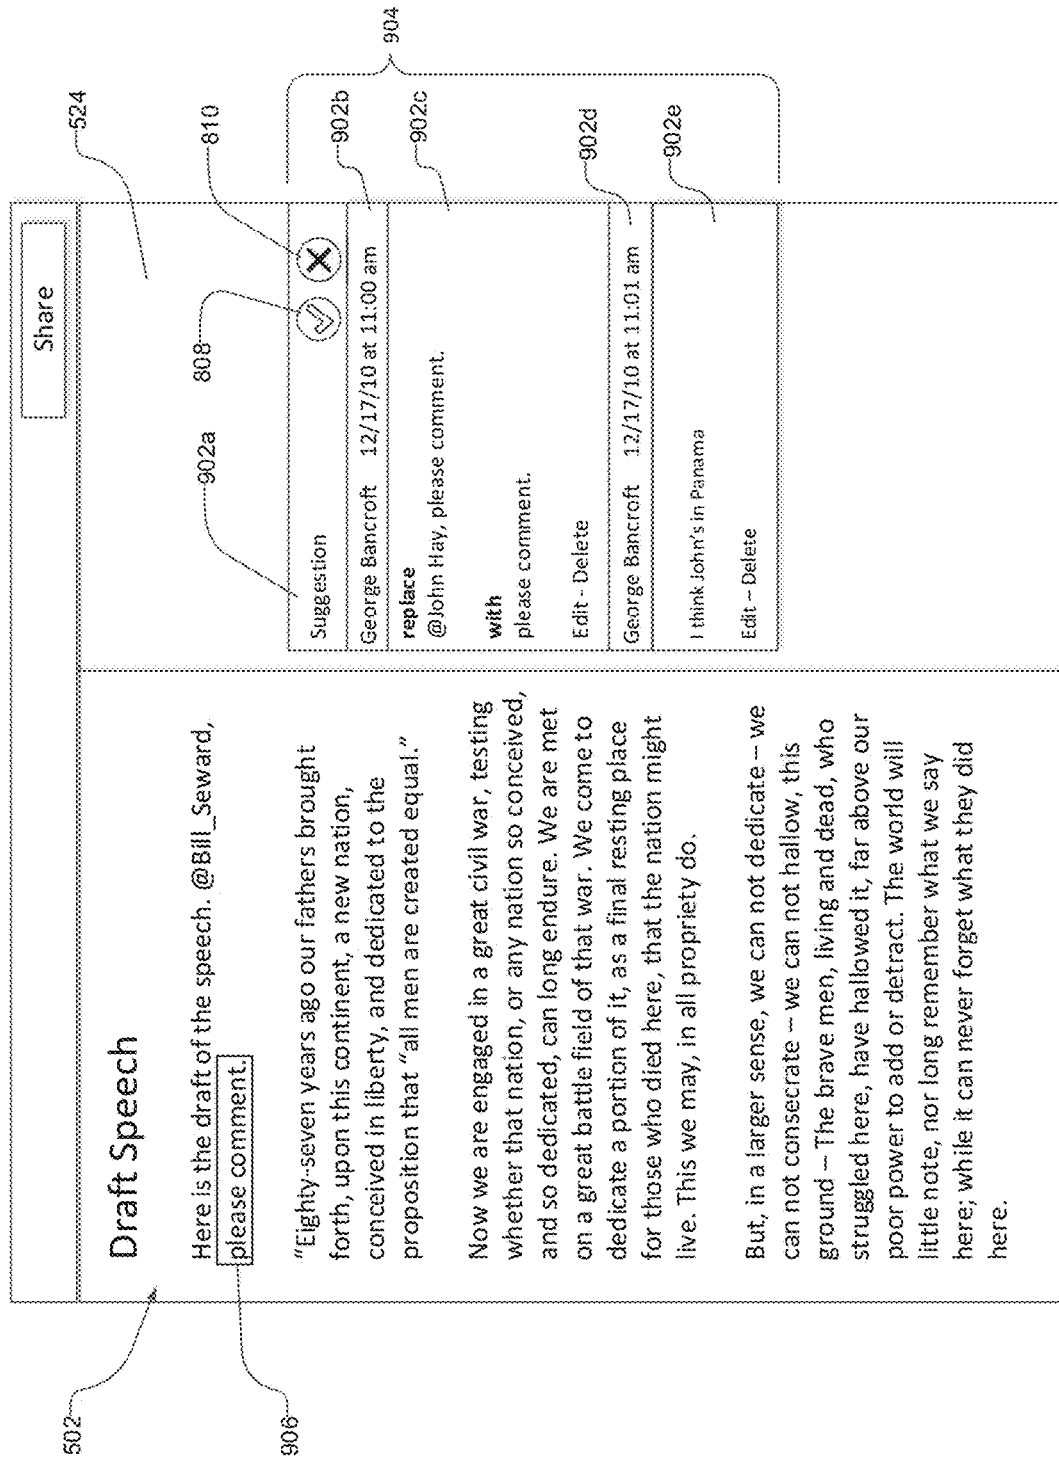 Share
Draft Speech
Here is the draft of the speech. @Bill_Seward,
please comment.
"Eighty-seven years ago our fathers brought
forth, upon this continent, a new nation,
conceived in liberty, and dedicated to the
proposition that "all men are created equal."
Now we are engaged in a great civil war, testing
whether that nation, or any nation so conceived,
and so dedicated, can long endure. We are met
on a great battle field of that war. We come to
dedicate a portion of it, as a final resting place
for those who died here, that the nation might
live. This we may, in all propriety do.
But, in a larger sense, we can not dedicate – we
can not consecrate – we can not hallow, this
ground – The brave men, living and dead, who
struggled here, have hallowed it, far above our
poor power to add or detract. The world will
little note, nor long remember what we say
here; while it can never forget what they did
here.
Suggestion
George Bancroft 12/17/10 at 11:00 am
replace
@John Hay, please comment.
with
please comment.
Edit - Delete
George Bancroft 12/17/10 at 11:01 am
I think John's in Panama
Edit – Delete
502
906
902a
808
810
524
902b
902c
904
902d
902e